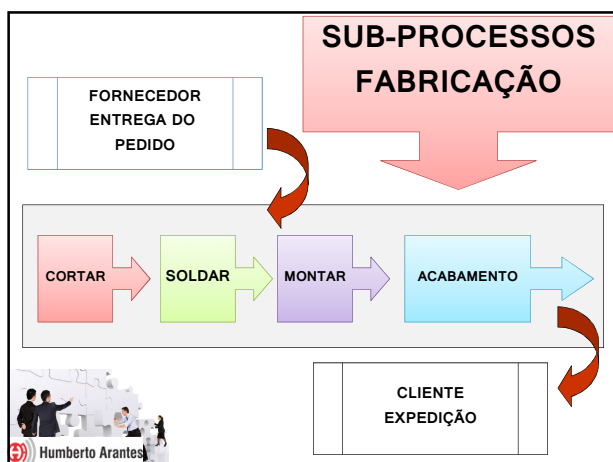 SUB-PROCESSOS
FABRICAÇÃO
FORNECEDOR
ENTREGA DO
PEDIDO
CORTAR
SOLDAR
MONTAR
ACABAMENTO
CLIENTE
EXPEDIÇÃO
Humberto Arantes